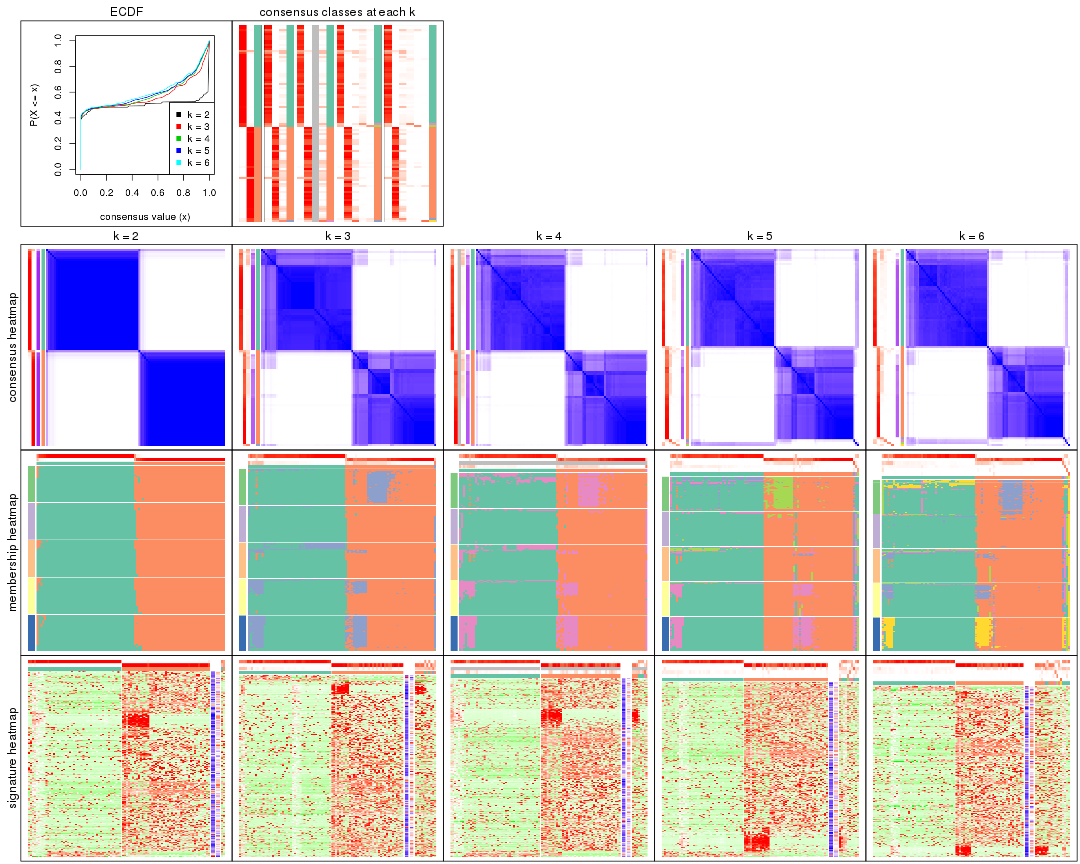 ECDF
consensus classes at each k
P(X <= x)
1.0
0.8
0.6
0.4
0.2
0.0
k = 2
k = 3
k = 4
k = 5
k = 6
0.0 0.2 0.4 0.6 0.8 1.0
consensus value (x)
k = 2 k = 3 k = 4 k = 5 k = 6
consensus heatmap
membership heatmap
signature heatmap